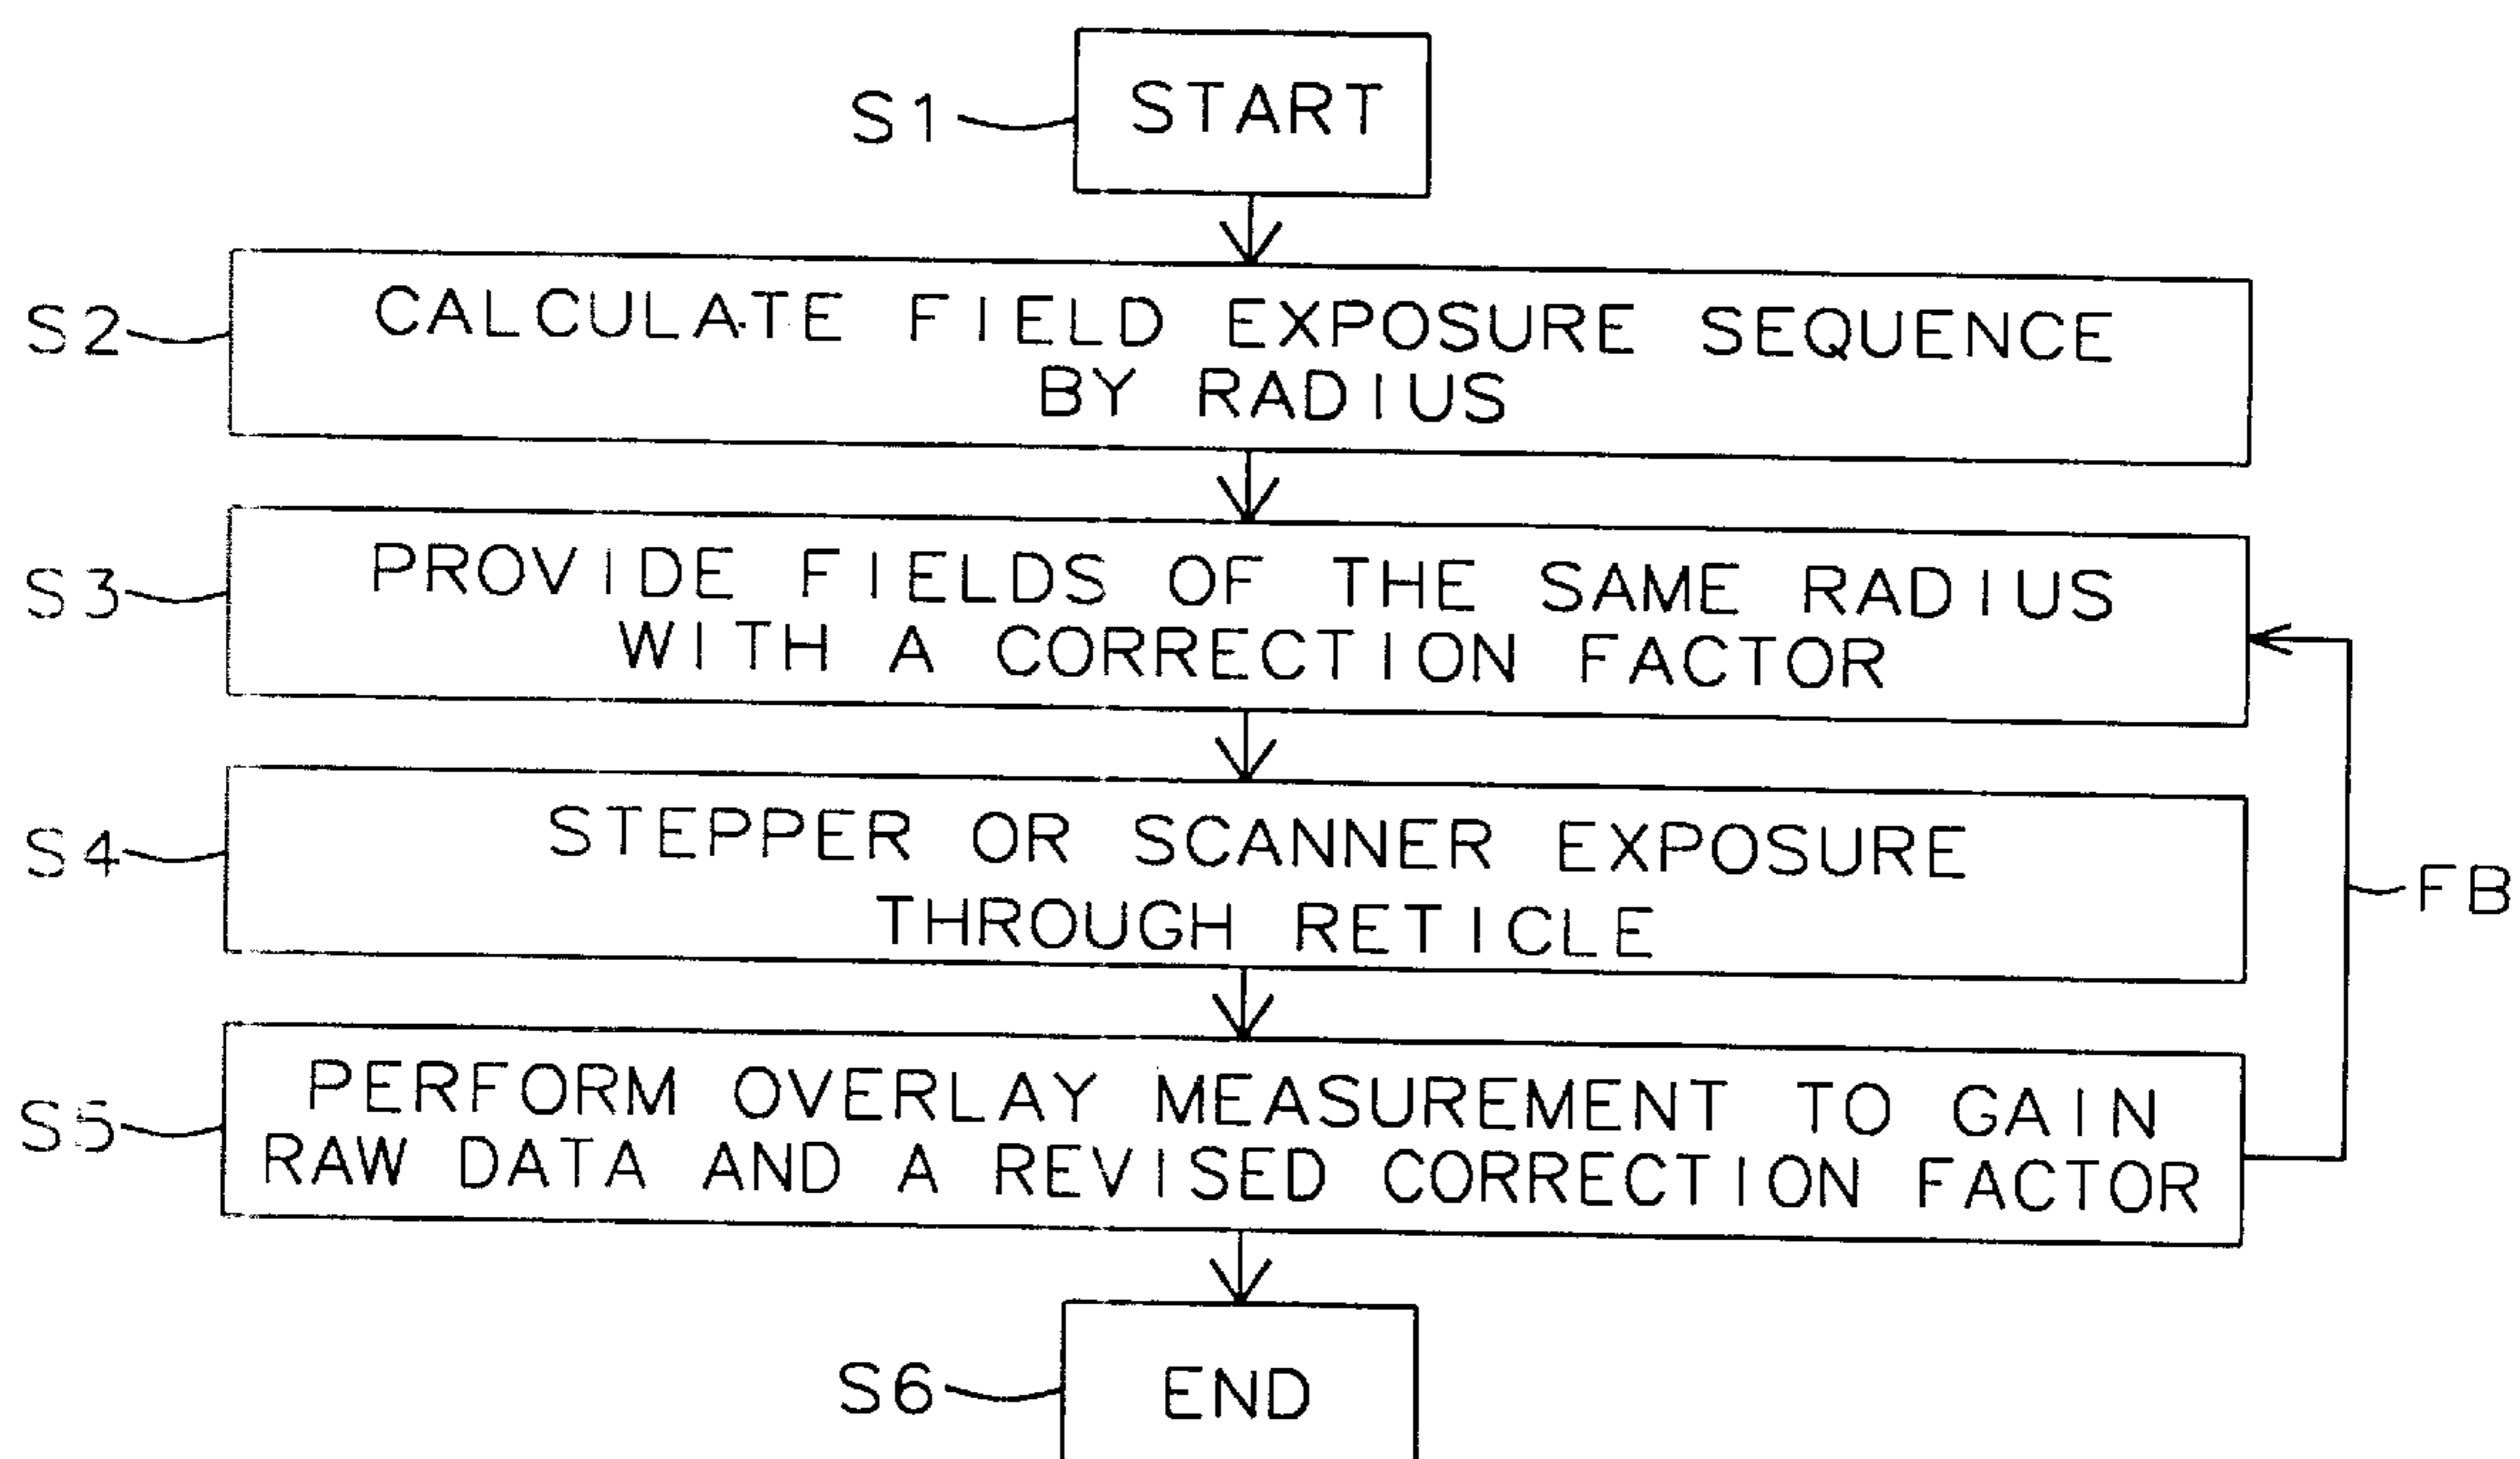 S1 START
S2 CALCULATE FIELD EXPOSURE SEQUENCE
BY RADIUS
S3 PROVIDE FIELDS OF THE SAME RADIUS
WITH A CORRECTION FACTOR
S4 STEPPER OR SCANNER EXPOSURE
THROUGH RETICLE
FB
S5 PERFORM OVERLAY MEASUREMENT TO GAIN
RAW DATA AND A REVISED CORRECTION FACTOR
S6 END